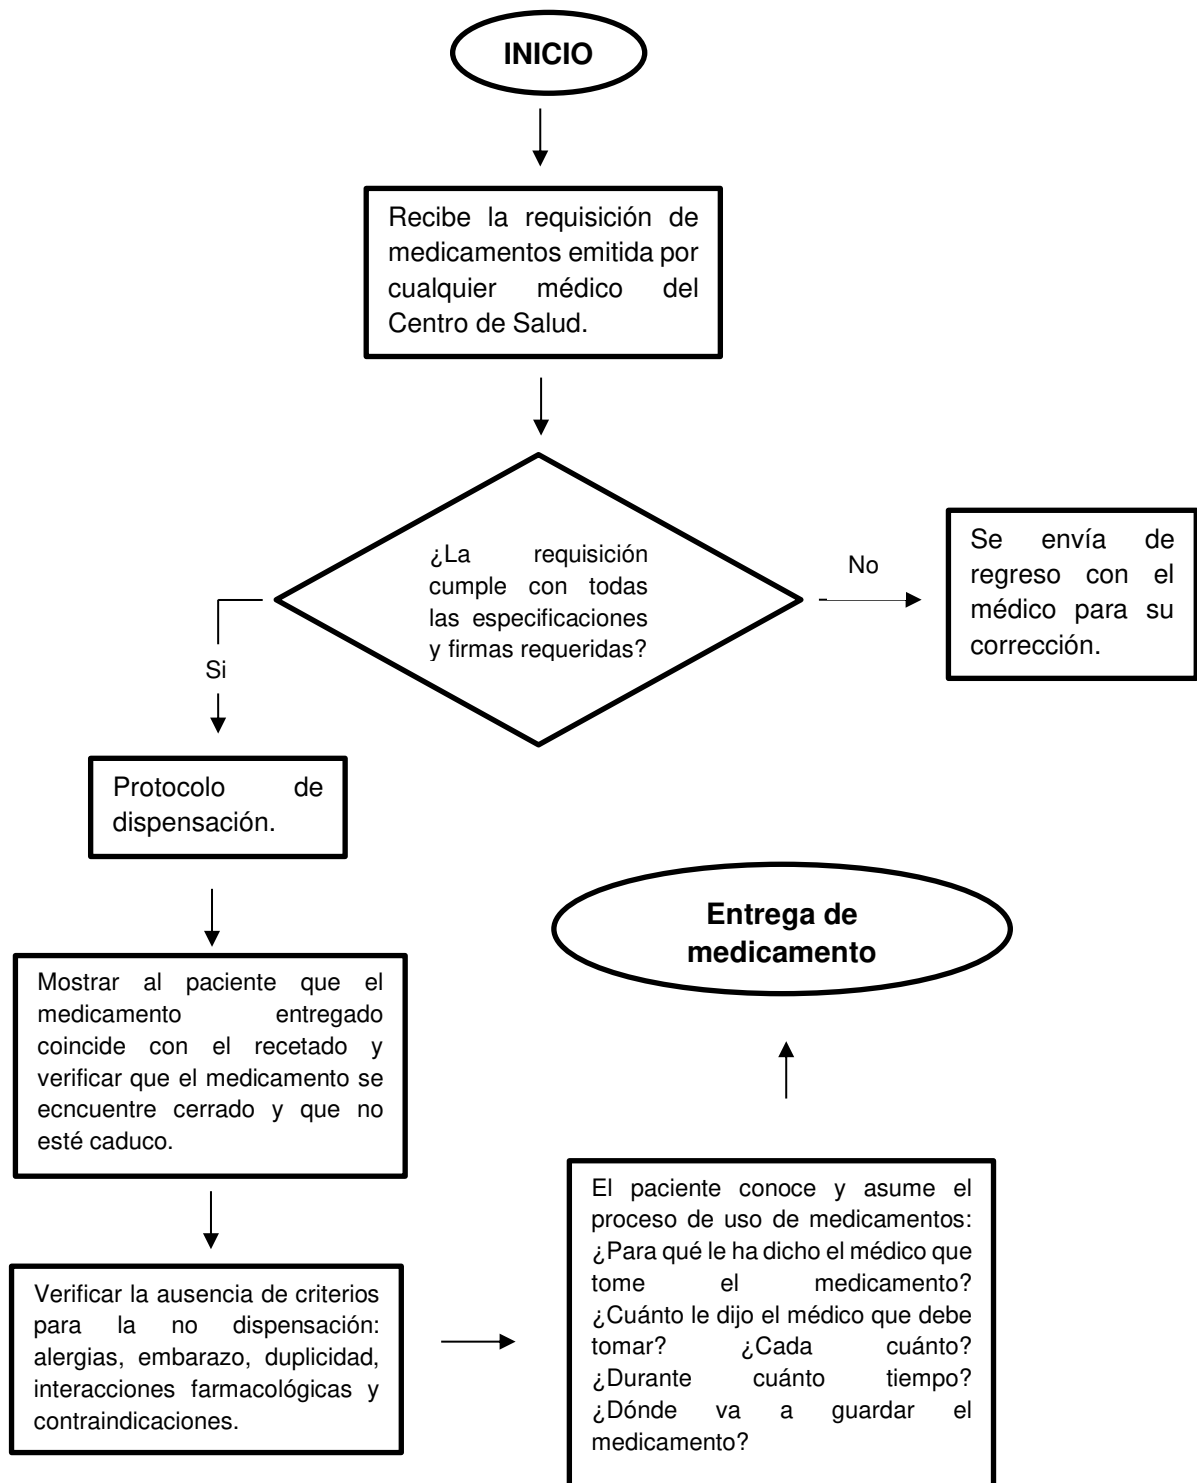 INICIO
Recibe la requisición de
medicamentos emitida por
cualquier médico del
Centro de Salud.
¿La requisición
cumple con todas
las especificaciones
y firmas requeridas?
No
Se envía de
regreso con el
médico para su
corrección.
Si
Protocolo de
dispensación.
Mostrar al paciente que el
medicamento entregado
coincide con el recetado y
verificar que el medicamento se
ecncuentre cerrado y que no
esté caduco.
Verificar la ausencia de criterios
para la no dispensación:
alergias, embarazo, duplicidad,
interacciones farmacológicas y
contraindicaciones.
El paciente conoce y asume el
proceso de uso de medicamentos:
¿Para qué le ha dicho el médico que
tome el medicamento?
¿Cuánto le dijo el médico que debe
tomar? ¿Cada cuánto?
¿Durante cuánto tiempo?
¿Dónde va a guardar el
medicamento?
Entrega de
medicamento